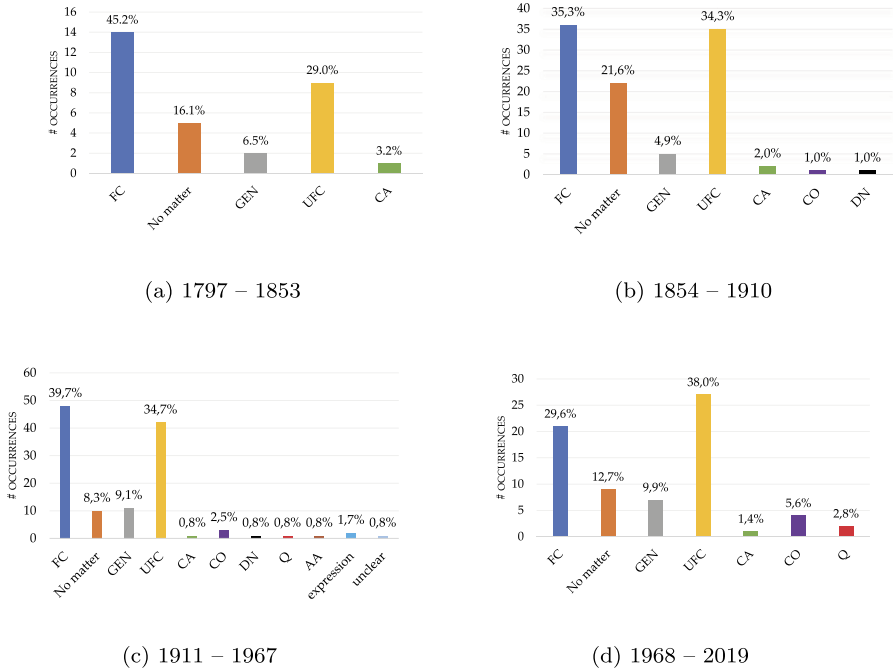 16
14
12
10
8
6
4
2
0
# OCCURRENCES
45.2%
16.1%
6.5%
29.0%
3.2%
FC
No matter
GEN
UFC
CA
(a) 1797 – 1853
40
35
30
25
20
15
10
5
0
# OCCURRENCES
35,3%
21,6%
4,9%
34,3%
2,0%
1,0%
1,0%
FC
No matter
GEN
UFC
CA
CO
DN
(b) 1854 – 1910
60
50
40
30
20
10
0
# OCCURRENCES
39,7%
8,3%
9,1%
34,7%
0,8%
2,5%
0,8%
0,8%
0,8%
1,7%
0,8%
FC
No matter
GEN
UFC
CA
CO
DN
Q
AA
expression
unclear
(c) 1911 – 1967
30
25
20
15
10
5
0
# OCCURRENCES
29,6%
12,7%
9,9%
38,0%
1,4%
5,6%
2,8%
FC
No matter
GEN
UFC
CA
CO
Q
(d) 1968 – 2019